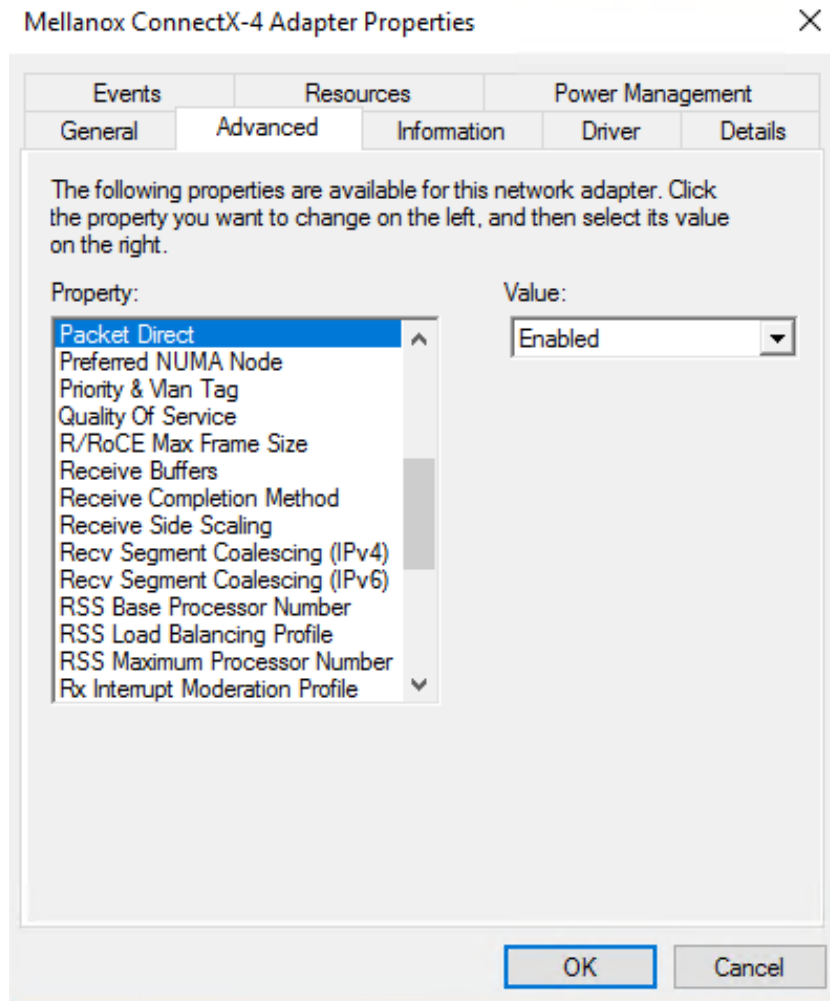 Mellanox ConnectX-4 Adapter Properties
Events Resources Power Management
General Advanced Information Driver Details
The following properties are available for this network adapter. Click
the property you want to change on the left, and then select its value
on the right.
Property: Value:
Packet Direct Enabled
Preferred NUMA Node
Priority & Vlan Tag
Quality Of Service
R/RoCE Max Frame Size
Receive Buffers
Receive Completion Method
Receive Side Scaling
Recv Segment Coalescing (IPv4)
Recv Segment Coalescing (IPv6)
RSS Base Processor Number
RSS Load Balancing Profile
RSS Maximum Processor Number
Rx Interrupt Moderation Profile
OK Cancel